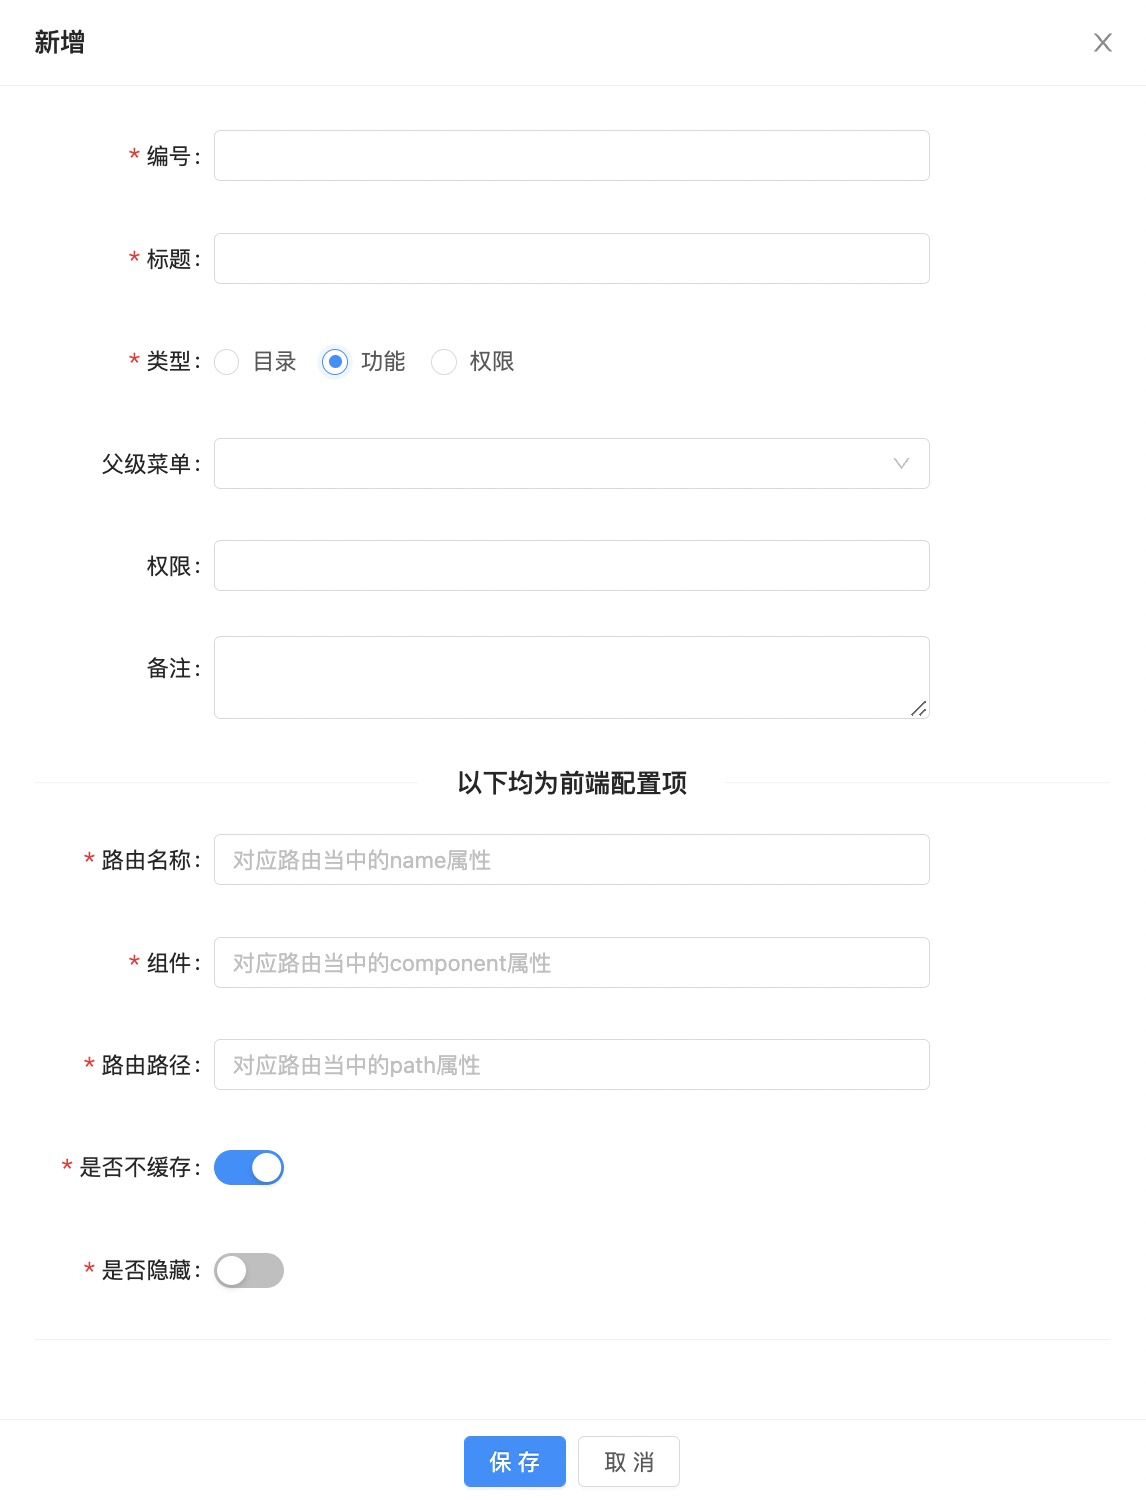 新增
* 编号:
* 标题:
* 类型: 目录 功能 权限
父级菜单:
权限:
备注:
以下均为前端配置项
* 路由名称: 对应路由当中的name属性
* 组件: 对应路由当中的component属性
* 路由路径: 对应路由当中的path属性
* 是否不缓存:
* 是否隐藏:
保 存 取 消